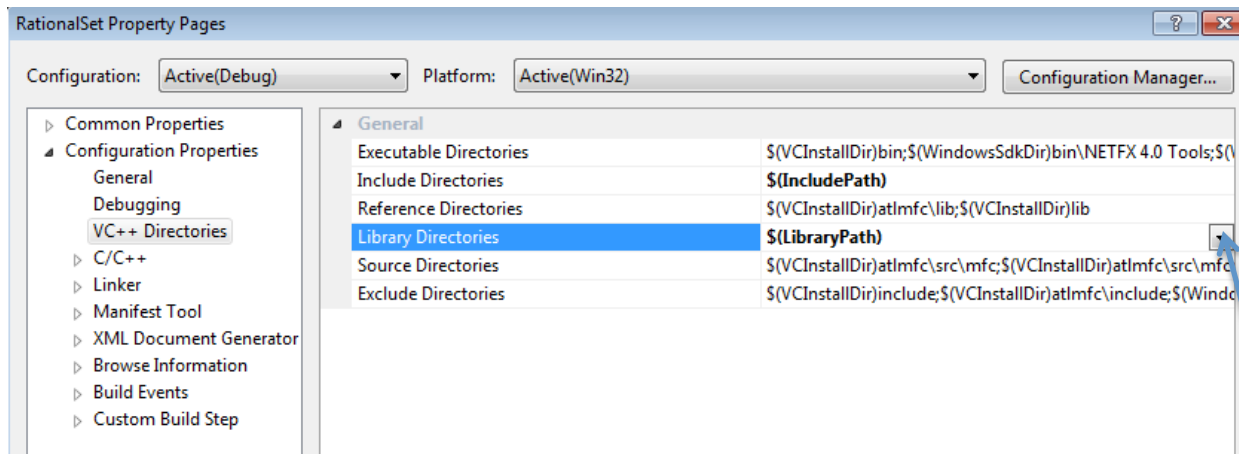 RationalSet Property Pages
Configuration: Active(Debug) Platform: Active(Win32) Configuration Manager...
Common Properties
Configuration Properties
General
Debugging
VC++ Directories
C/C++
Linker
Manifest Tool
XML Document Generator
Browse Information
Build Events
Custom Build Step
General
Executable Directories $(VCInstallDir)bin;$(WindowsSdkDir)bin\NETFX 4.0 Tools;$(
Include Directories $(IncludePath)
Reference Directories $(VCInstallDir)atlmfc\lib;$(VCInstallDir)lib
Library Directories $(LibraryPath)
Source Directories $(VCInstallDir)atlmfc\src\mfc;$(VCInstallDir)atlmfc\src\mfc
Exclude Directories $(VCInstallDir)include;$(VCInstallDir)atlmfc\include;$(Windo